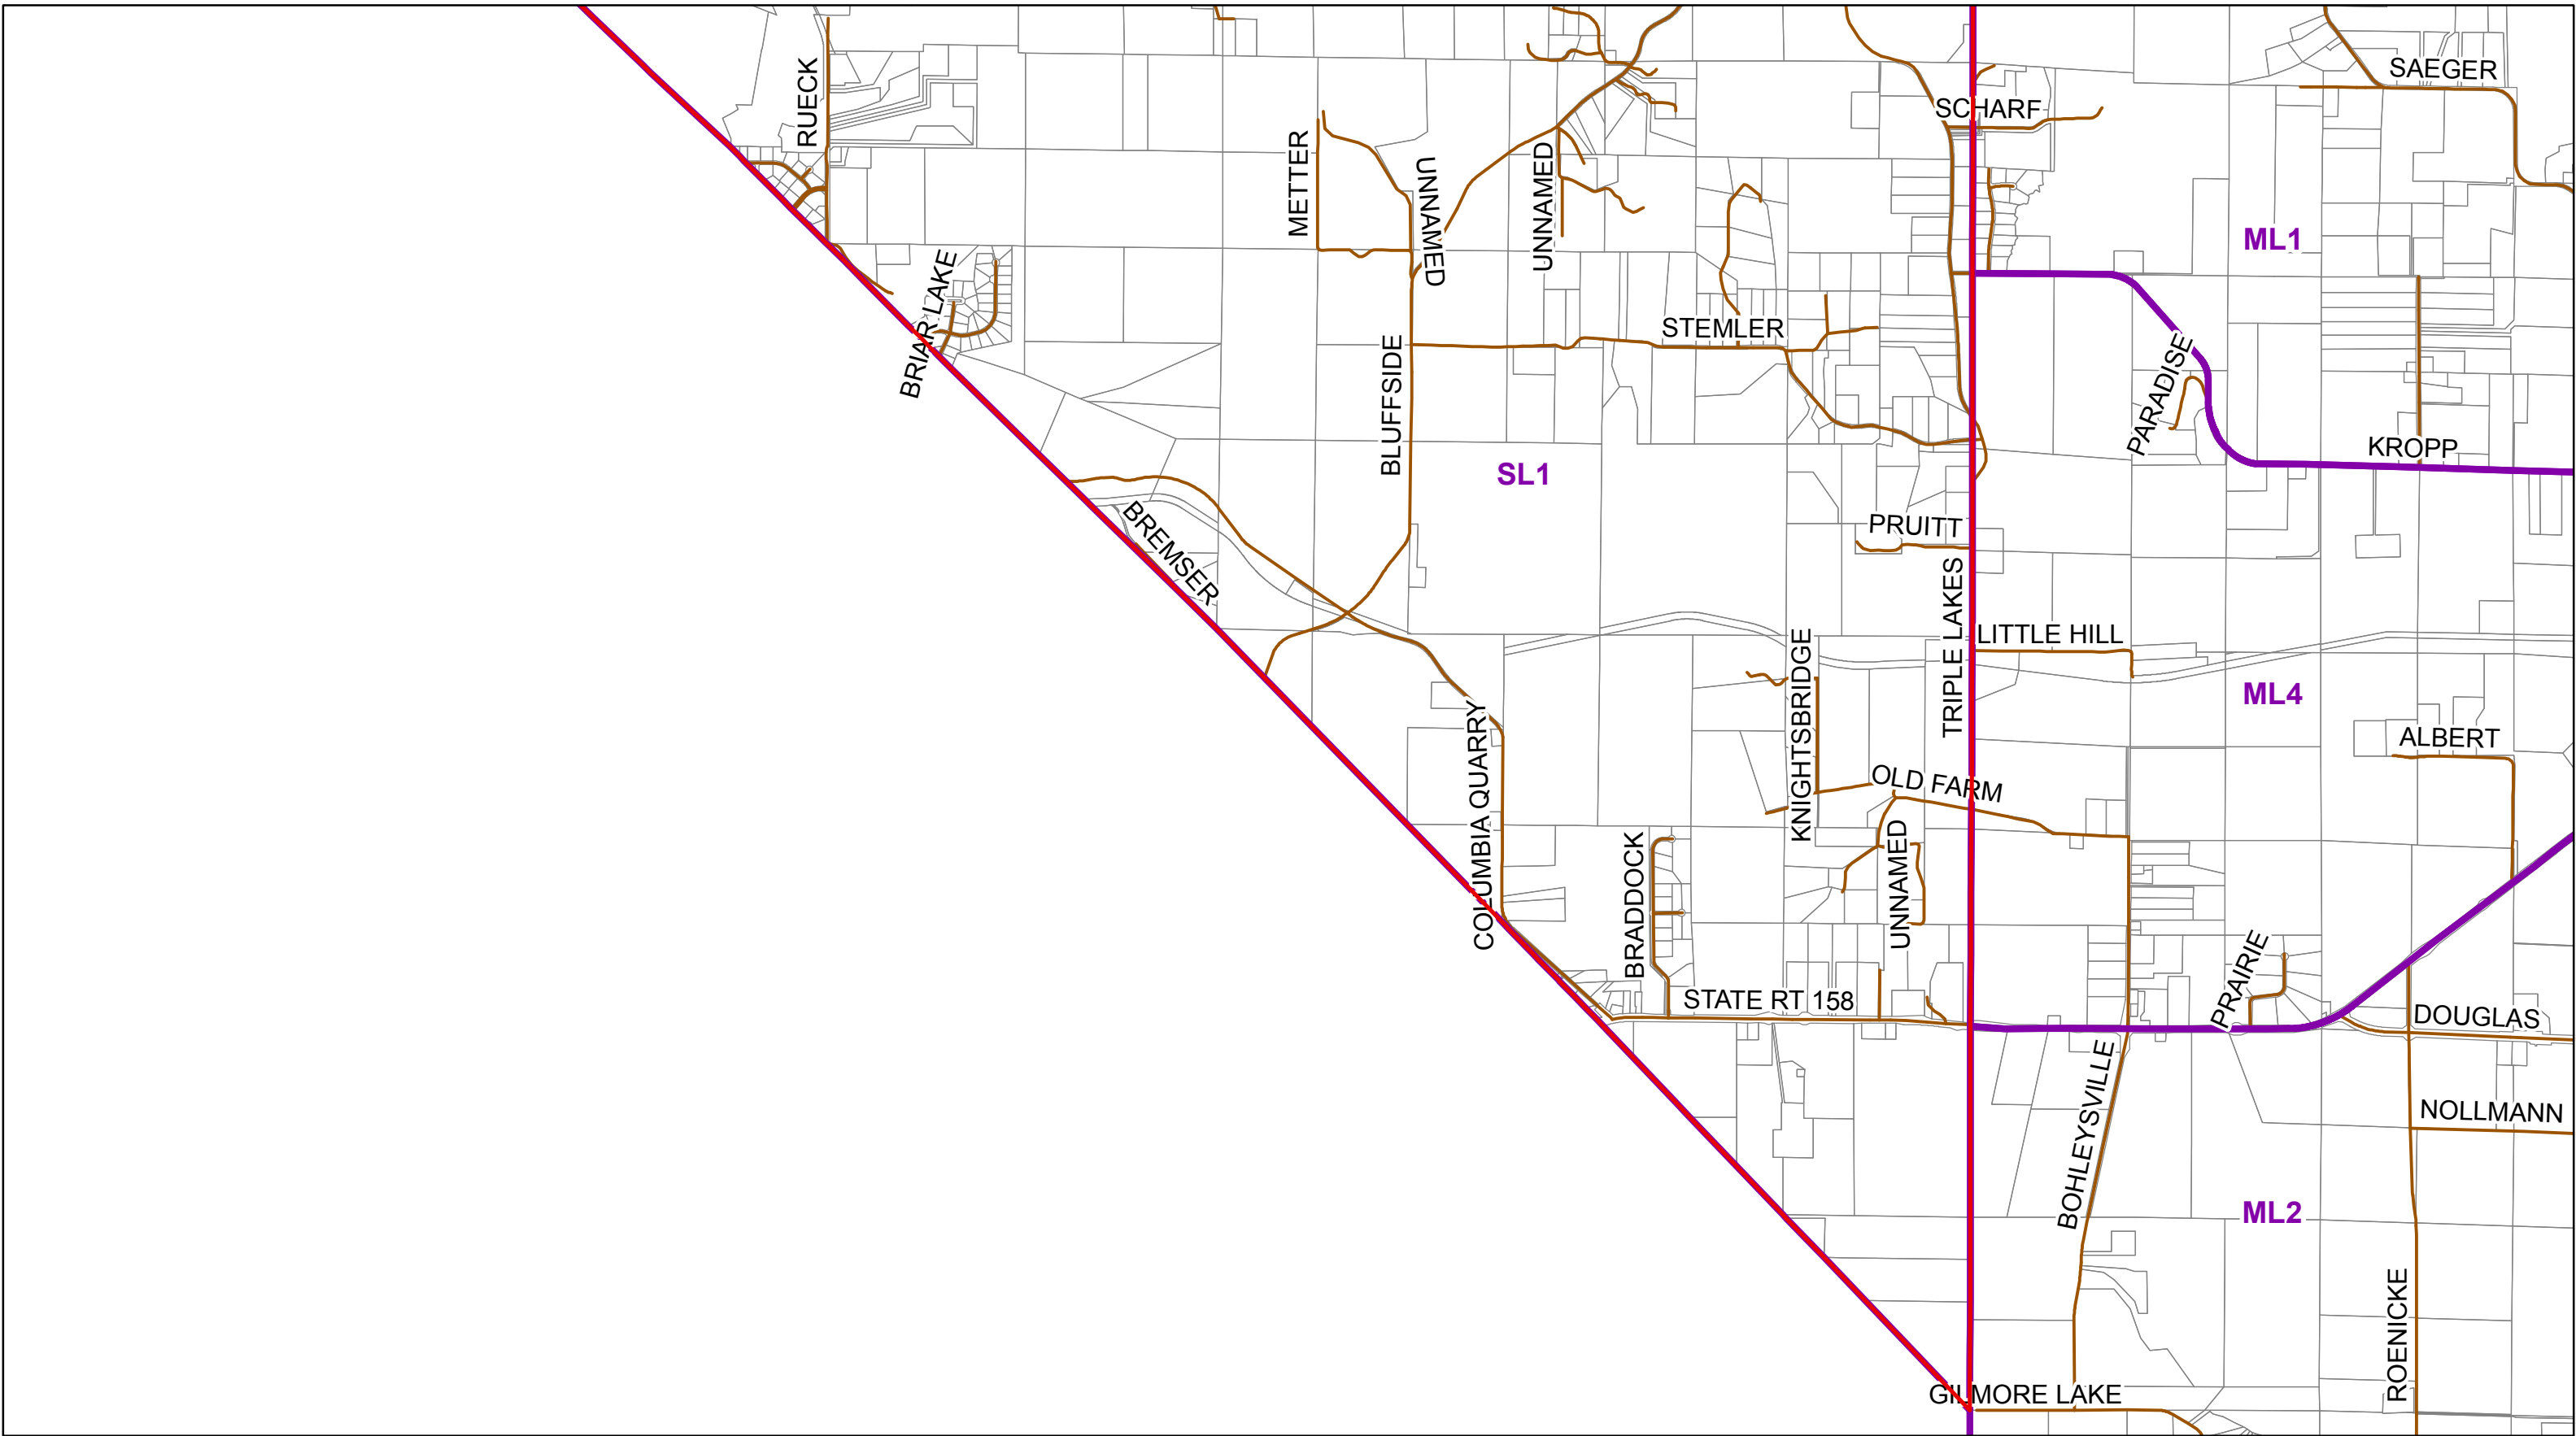 SAEGER
RUECK
SCHARF
METTER
UNNAMED
UNNAMED
ML1
BRIAR LAKE
STEMLER
PARADISE
BLUFFSIDE
KROPP
SL1
BREMSER
PRUITT
TRIPLE LAKES
LITTLE HILL
KNIGHTSBRIDGE
ML4
COLUMBIA QUARRY
ALBERT
OLD FARM
BRADDOCK
UNNAMED
PRAIRIE
STATE RT 158
DOUGLAS
BOHLEYSVILLE
NOLLMANN
ML2
ROENICKE
GILMORE LAKE